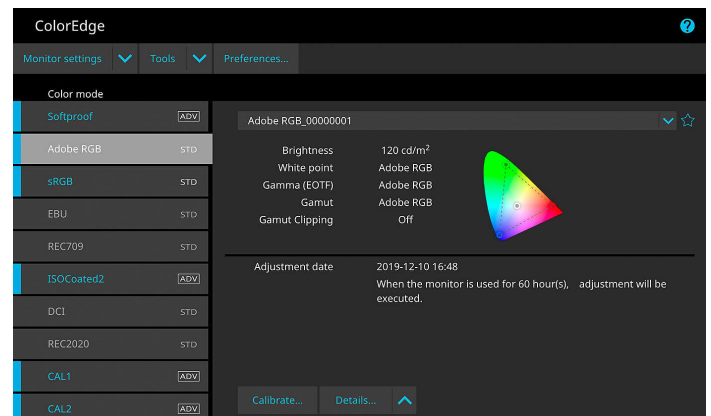 ColorEdge
?
Monitor settings Tools Preferences...
Color mode
Softproof ADV
Adobe RGB STD
sRGB STD
EBU STD
REC709 STD
ISOCoated2 ADV
DCI STD
REC2020 STD
CAL1 ADV
CAL2 ADV
Adobe RGB_00000001
Brightness 120 cd/m²
White point Adobe RGB
Gamma (EOTF) Adobe RGB
Gamut Adobe RGB
Gamut Clipping Off
Adjustment date 2019-12-10 16:48
When the monitor is used for 60 hour(s), adjustment will be
executed.
Calibrate... Details...